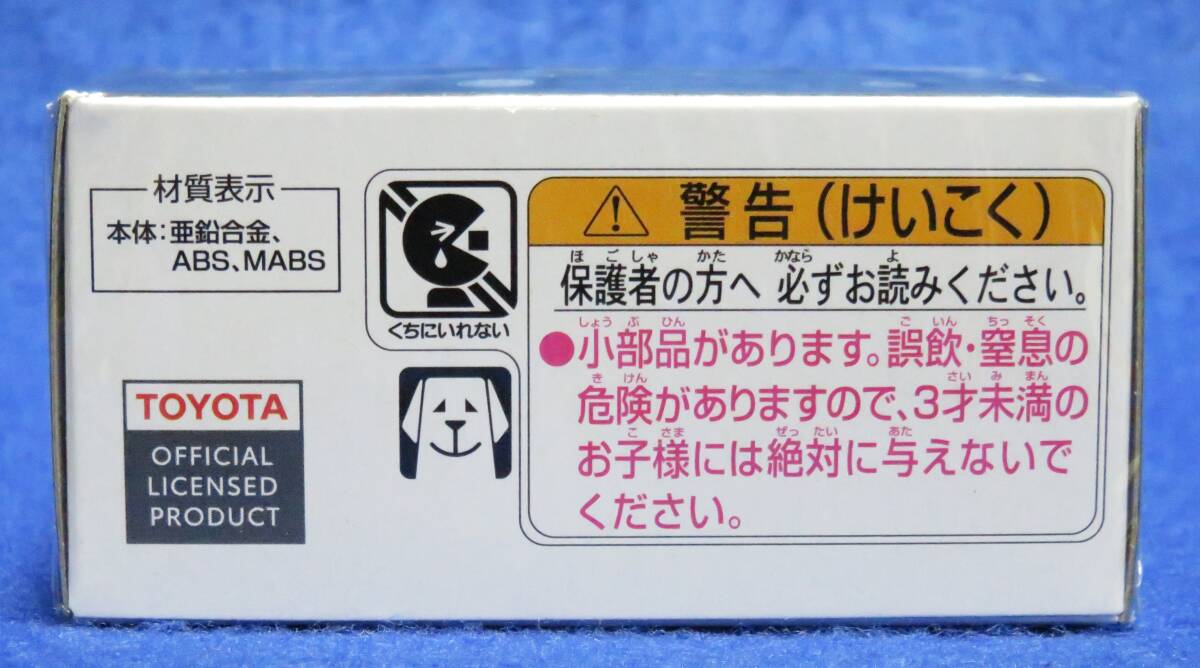 材質表示
本体:亜鉛合金、
ABS、MABS
TOYOTA
OFFICIAL
LICENSED
PRODUCT
くちにいれない
警告(けいこく)
ほごしゃ かた かなら よ
保護者の方へ 必ずお読みください。
しょうぶひん ごいん ちっそく
●小部品があります。誤飲・窒息の
きけん さいみまん
危険がありますので、3才未満の
こさま ぜったい あた
お子様には絶対に与えないで
ください。